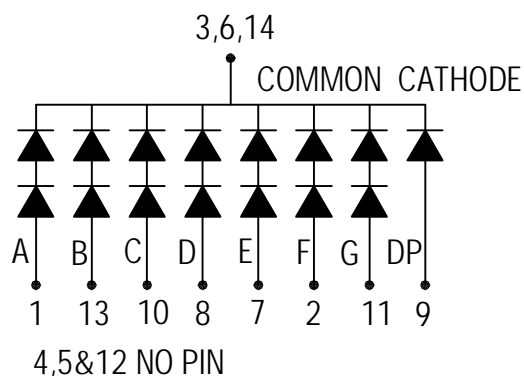 3,6,14
COMMON CATHODE
A B C D E F G DP
1 13 10 8 7 2 11 9
4,5&12 NO PIN